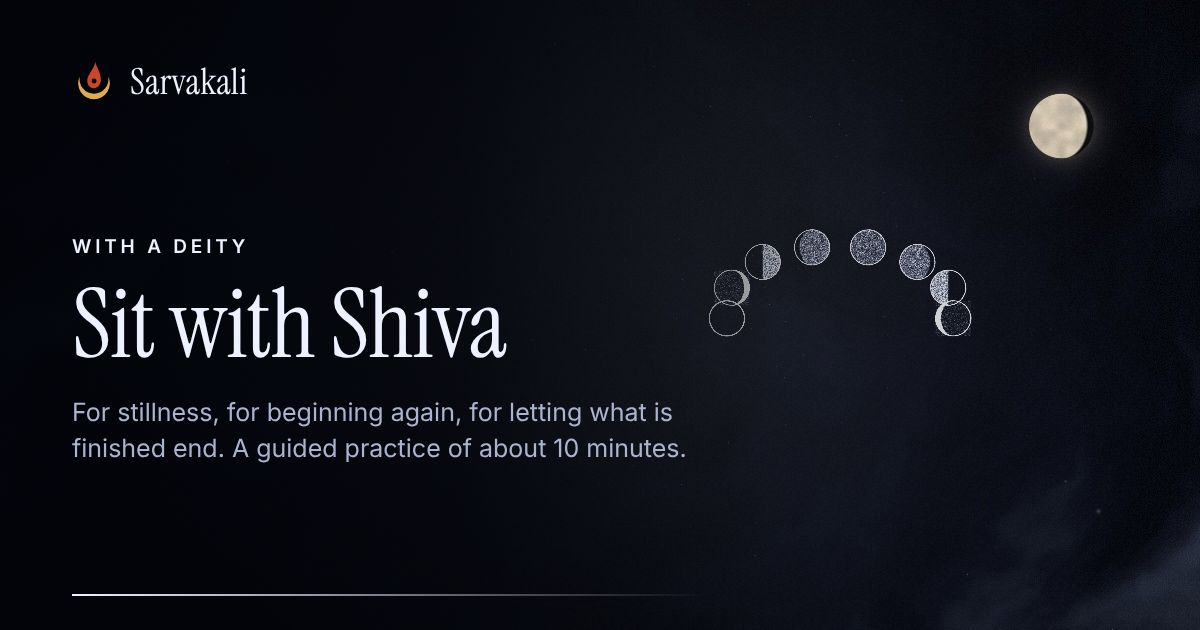 Sarvakali
WITH A DEITY
Sit with Shiva
For stillness, for beginning again, for letting what is
finished end. A guided practice of about 10 minutes.